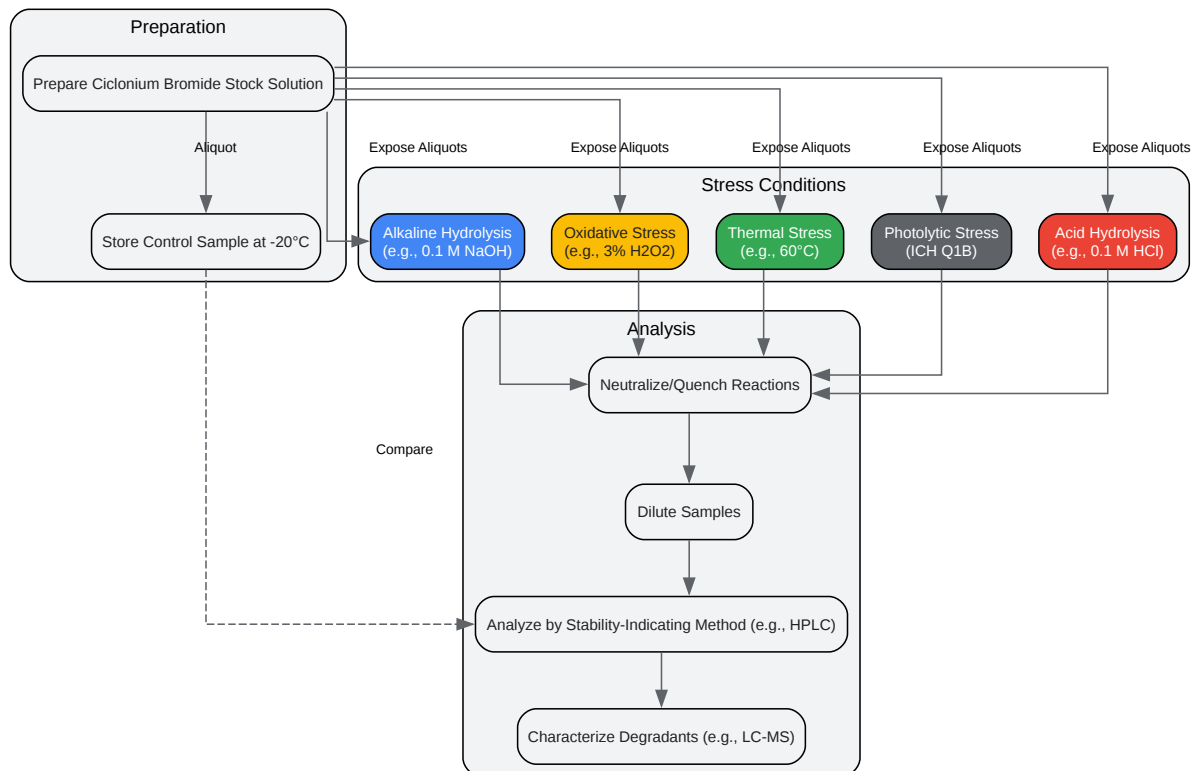 Preparation
Prepare Ciclonium Bromide Stock Solution
Aliquot
Expose Aliquots
Expose Aliquots
Expose Aliquots
Expose Aliquots
Expose Aliquots
Stress Conditions
Store Control Sample at -20°C
Alkaline Hydrolysis
(e.g., 0.1 M NaOH)
Oxidative Stress
(e.g., 3% H2O2)
Thermal Stress
(e.g., 60°C)
Photolytic Stress
(ICH Q1B)
Acid Hydrolysis
(e.g., 0.1 M HCl)
Analysis
Neutralize/Quench Reactions
Compare
Dilute Samples
Analyze by Stability-Indicating Method (e.g., HPLC)
Characterize Degradants (e.g., LC-MS)